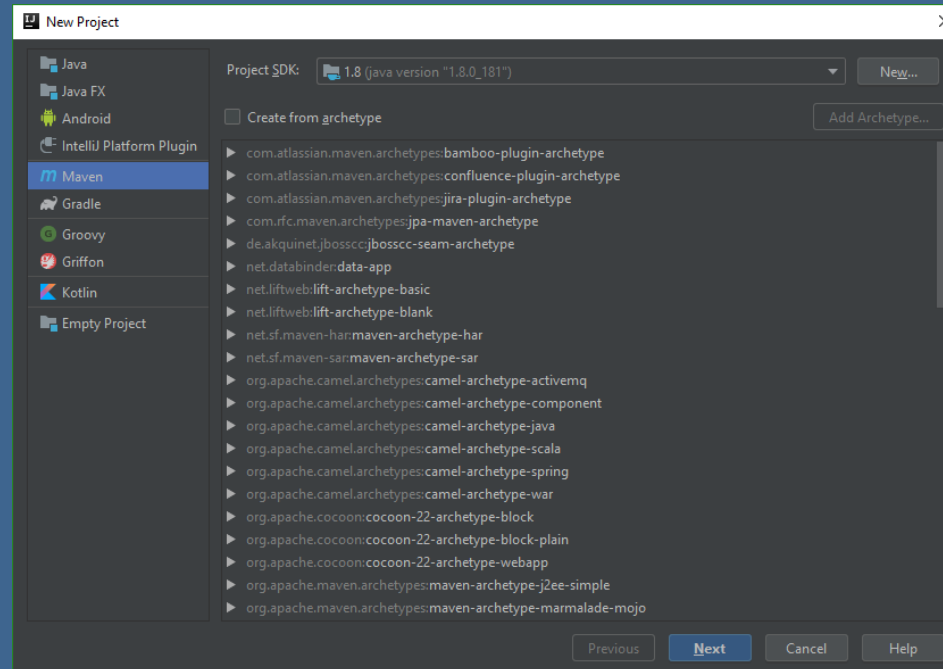 New Project
Java
Java FX
Android
IntelliJ Platform Plugin
Maven
Gradle
Groovy
Griffon
Kotlin
Empty Project
Project SDK: 1.8 (java version "1.8.0_181") New...
Create from archetype Add Archetype...
com.atlassian.maven.archetypes:bamboo-plugin-archetype
com.atlassian.maven.archetypes:confluence-plugin-archetype
com.atlassian.maven.archetypes:jira-plugin-archetype
com.rfc.maven.archetypes:jpa-maven-archetype
de.akquinet.jbosscc:jbosscc-seam-archetype
net.databinder:data-app
net.liftweb:lift-archetype-basic
net.liftweb:lift-archetype-blank
net.sf.maven-har:maven-archetype-har
net.sf.maven-sar:maven-archetype-sar
org.apache.camel.archetypes:camel-archetype-activemq
org.apache.camel.archetypes:camel-archetype-component
org.apache.camel.archetypes:camel-archetype-java
org.apache.camel.archetypes:camel-archetype-scala
org.apache.camel.archetypes:camel-archetype-spring
org.apache.camel.archetypes:camel-archetype-war
org.apache.cocoon:cocoon-22-archetype-block
org.apache.cocoon:cocoon-22-archetype-block-plain
org.apache.cocoon:cocoon-22-archetype-webapp
org.apache.maven.archetypes:maven-archetype-j2ee-simple
org.apache.maven.archetypes:maven-archetype-marmalade-mojo
Previous Next Cancel Help